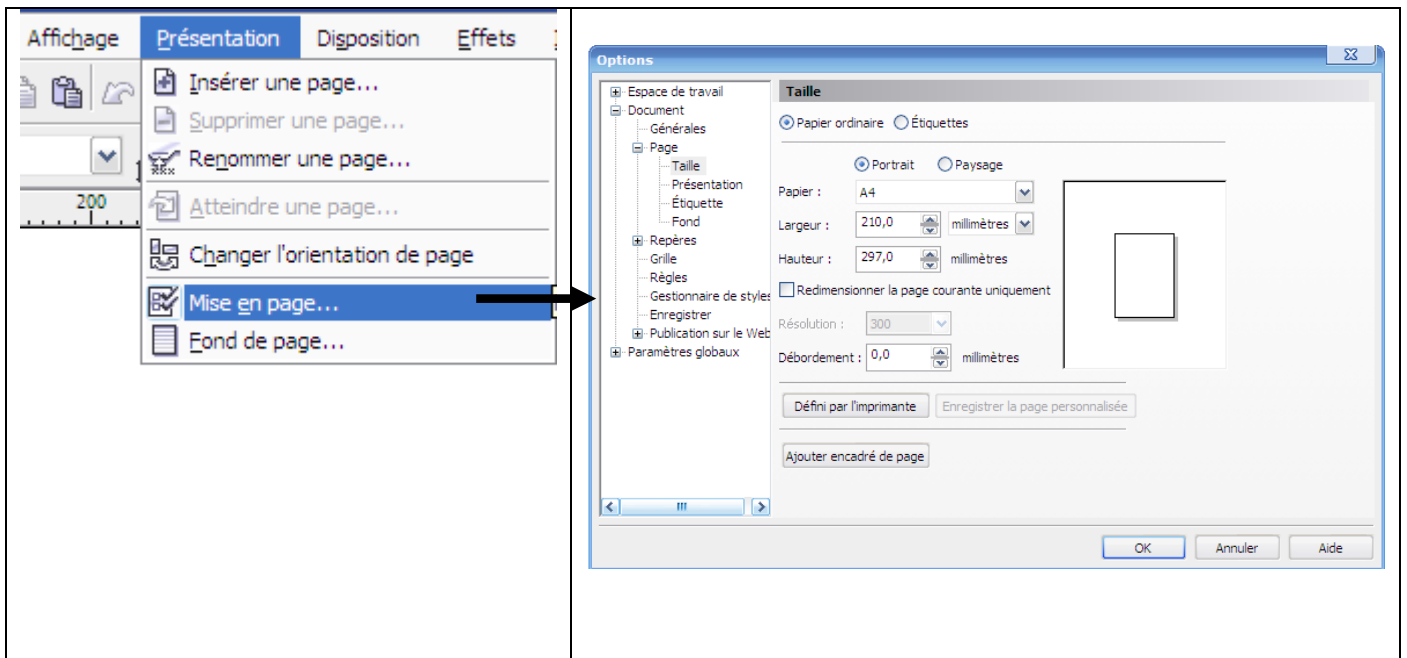 Affichage Présentation Disposition Effets
Insérer une page...
Supprimer une page...
Renommer une page...
200
Atteindre une page...
Changer l'orientation de page
Mise en page...
Fond de page...
Options
Espace de travail
Document
Générales
Page
Taille
Présentation
Étiquette
Fond
Repères
Grille
Règles
Gestionnaire de styles
Enregistrer
Publication sur le Web
Paramètres globaux
Taille
Papier ordinaire Étiquettes
Portrait Paysage
Papier : A4
Largeur : 210,0 millimètres
Hauteur : 297,0 millimètres
Redimensionner la page courante uniquement
Résolution : 300
Débordement : 0,0 millimètres
Défini par l'imprimante Enregistrer la page personnalisée
Ajouter encadré de page
OK Annuler Aide